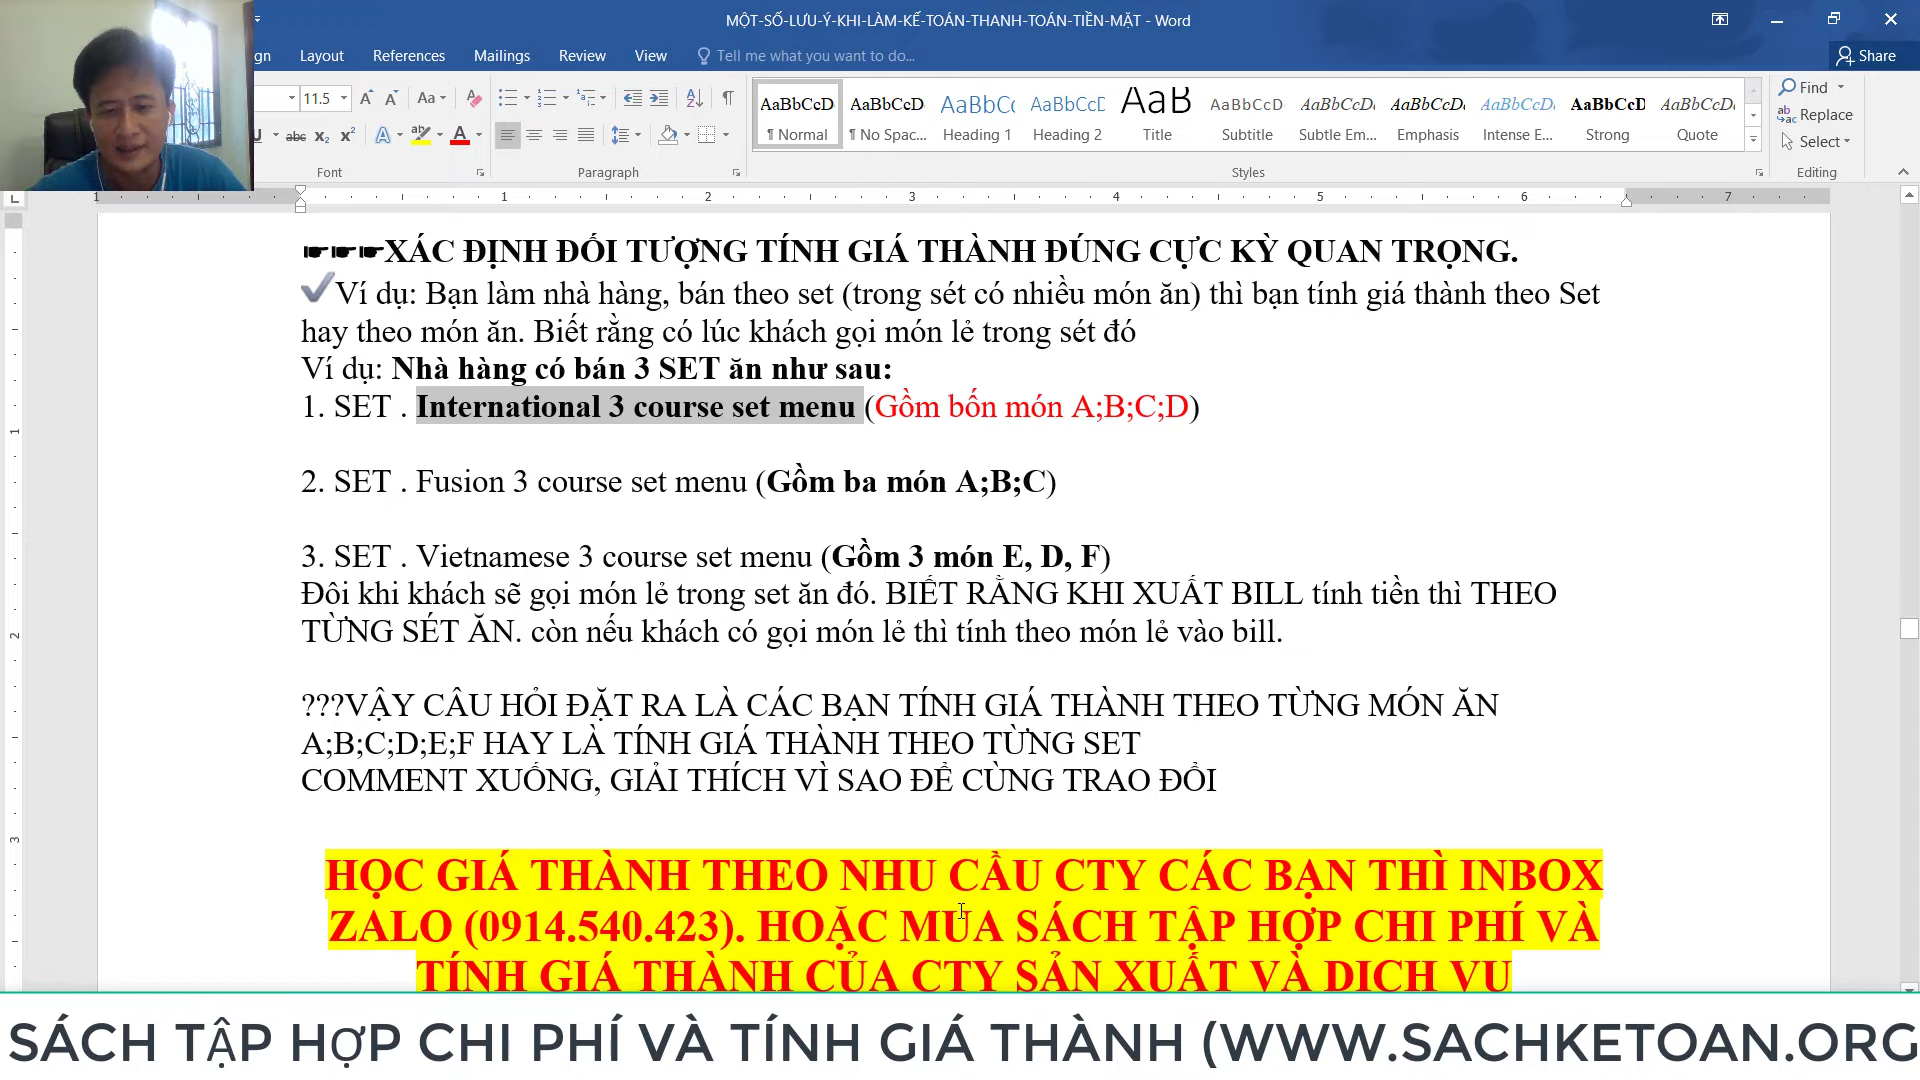 MỘT-SỐ-LƯU-Ý-KHI-LÀM-KẾ-TOÁN-THANH-TOÁN-TIỀN-MẶT - Word
gn Layout References Mailings Review View Tell me what you want to do... Share
11.5 Aa
AaBbCcD AaBbCcD AaBbC( AaBbCcD AaB AaBbCcD AaBbCcD AaBbCcD AaBbCcD AaBbCcD AaBbCcD
¶ Normal ¶ No Spac... Heading 1 Heading 2 Title Subtitle Subtle Em... Emphasis Intense E... Strong Quote
Find
Replace
Select
Font Paragraph Styles Editing
1 1 2 3 4 5 6 7
☛☛☛XÁC ĐỊNH ĐỐI TƯỢNG TÍNH GIÁ THÀNH ĐÚNG CỰC KỲ QUAN TRỌNG.
✔Ví dụ: Bạn làm nhà hàng, bán theo set (trong sét có nhiều món ăn) thì bạn tính giá thành theo Set
hay theo món ăn. Biết rằng có lúc khách gọi món lẻ trong sét đó
Ví dụ: Nhà hàng có bán 3 SET ăn như sau:
1. SET . International 3 course set menu (Gồm bốn món A;B;C;D)
2. SET . Fusion 3 course set menu (Gồm ba món A;B;C)
3. SET . Vietnamese 3 course set menu (Gồm 3 món E, D, F)
Đôi khi khách sẽ gọi món lẻ trong set ăn đó. BIẾT RẰNG KHI XUẤT BILL tính tiền thì THEO
TỪNG SÉT ĂN. còn nếu khách có gọi món lẻ thì tính theo món lẻ vào bill.
???VẬY CÂU HỎI ĐẶT RA LÀ CÁC BẠN TÍNH GIÁ THÀNH THEO TỪNG MÓN ĂN
A;B;C;D;E;F HAY LÀ TÍNH GIÁ THÀNH THEO TỪNG SET
COMMENT XUỐNG, GIẢI THÍCH VÌ SAO ĐỂ CÙNG TRAO ĐỔI
HỌC GIÁ THÀNH THEO NHU CẦU CTY CÁC BẠN THÌ INBOX
ZALO (0914.540.423). HOẶC MUA SÁCH TẬP HỢP CHI PHÍ VÀ
TÍNH GIÁ THÀNH CỦA CTY SẢN XUẤT VÀ DỊCH VỤ
SÁCH TẬP HỢP CHI PHÍ VÀ TÍNH GIÁ THÀNH (WWW.SACHKETOAN.ORG